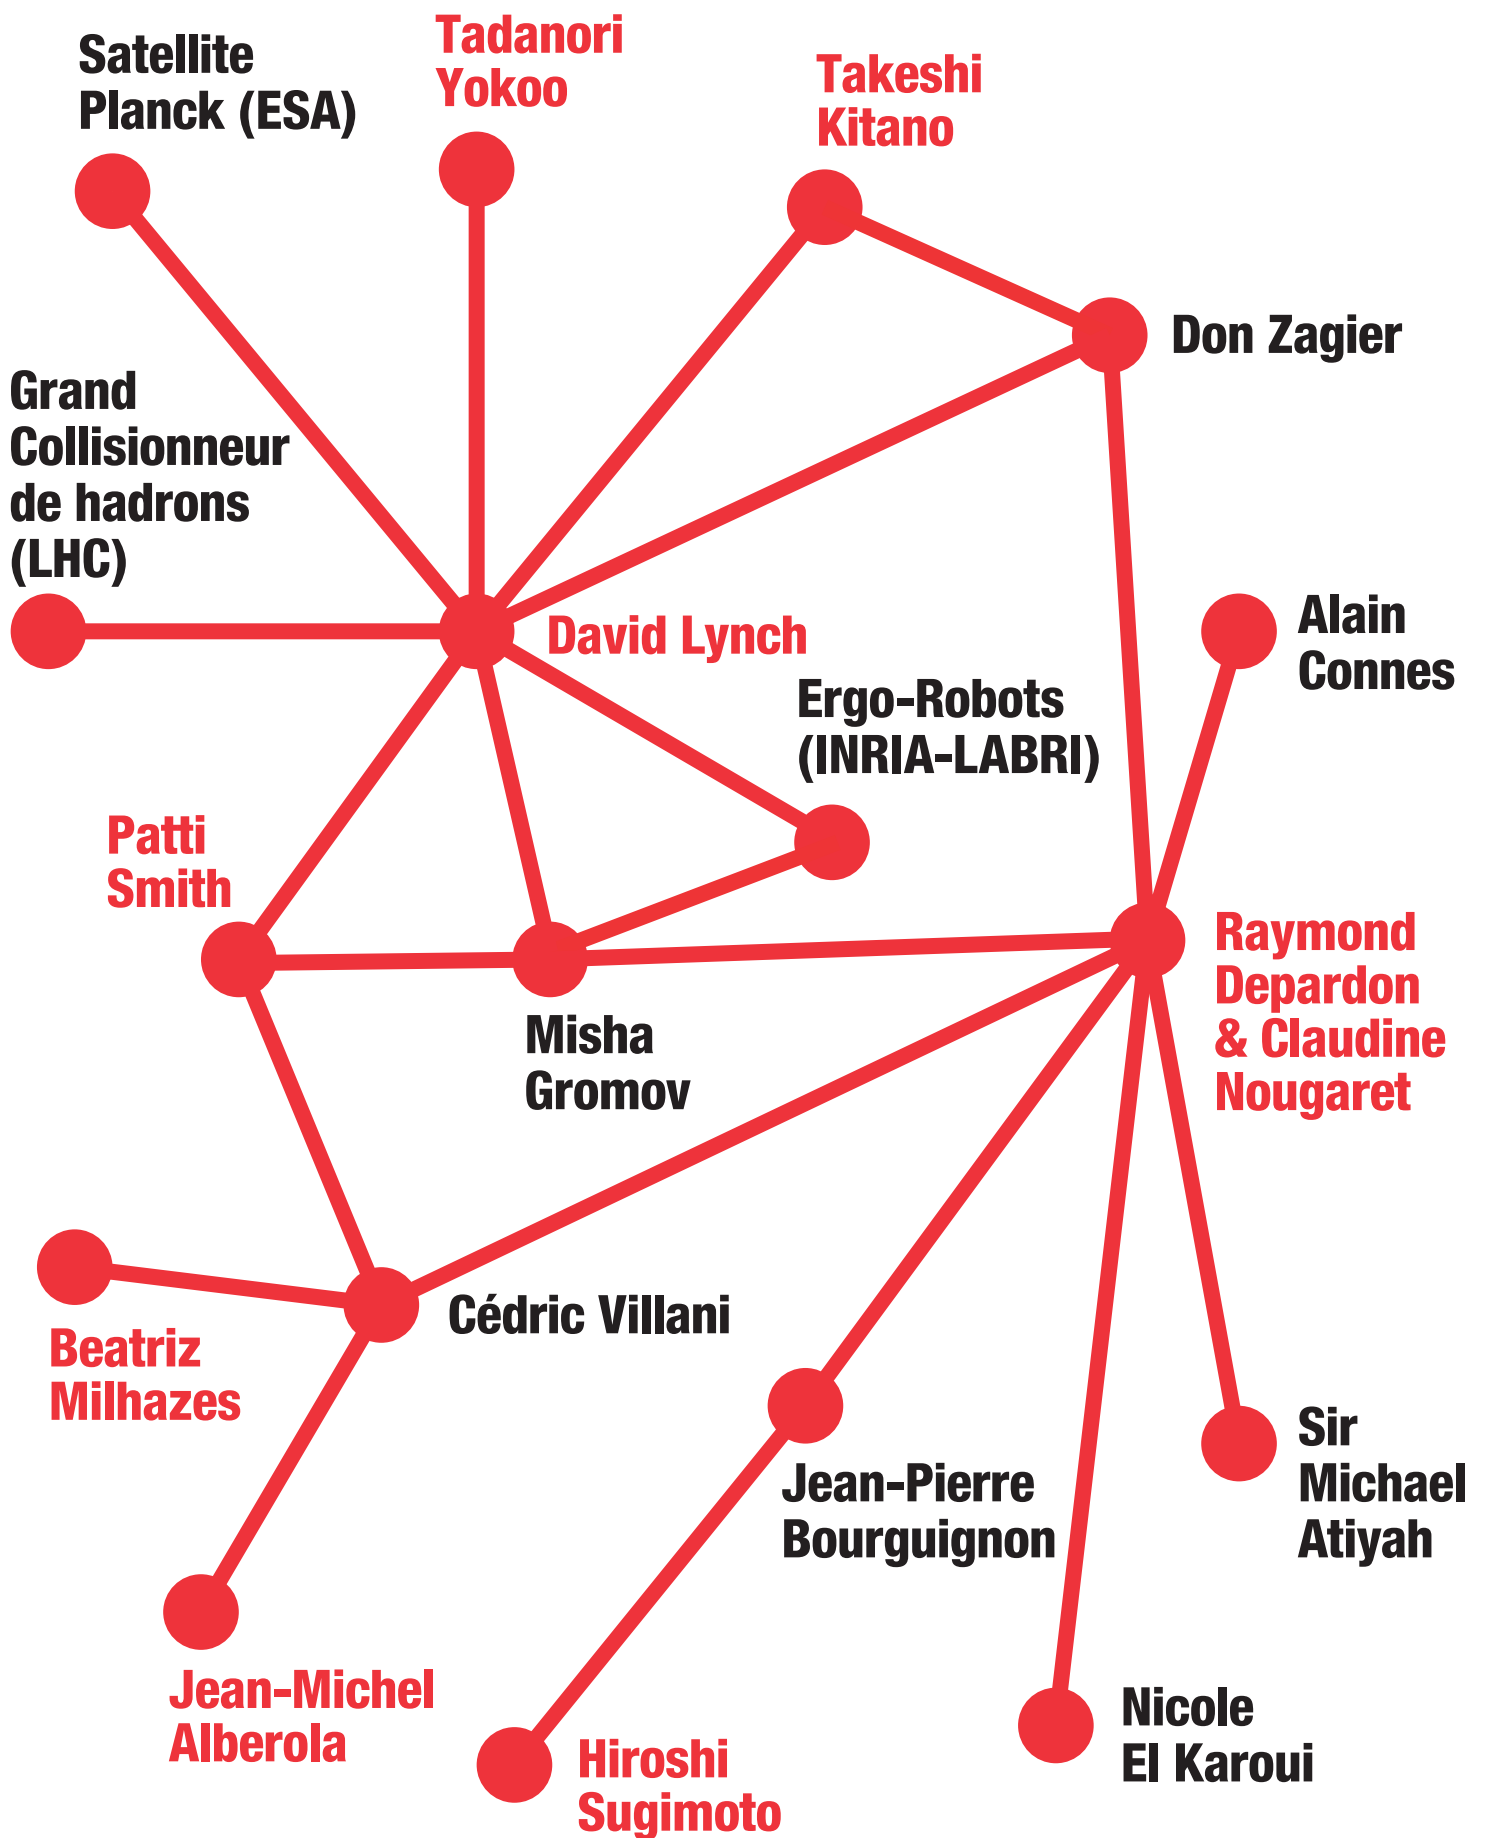 Satellite
Planck (ESA)
Tadanori
Yokoo
Takeshi
Kitano
Don Zagier
Grand
Collisionneur
de hadrons
(LHC)
David Lynch
Alain
Connes
Ergo-Robots
(INRIA-LABRI)
Patti
Smith
Raymond
Depardon
& Claudine
Nougaret
Misha
Gromov
Cédric Villani
Beatriz
Milhazes
Sir
Michael
Atiyah
Jean-Pierre
Bourguignon
Jean-Michel
Alberola
Nicole
El Karoui
Hiroshi
Sugimoto